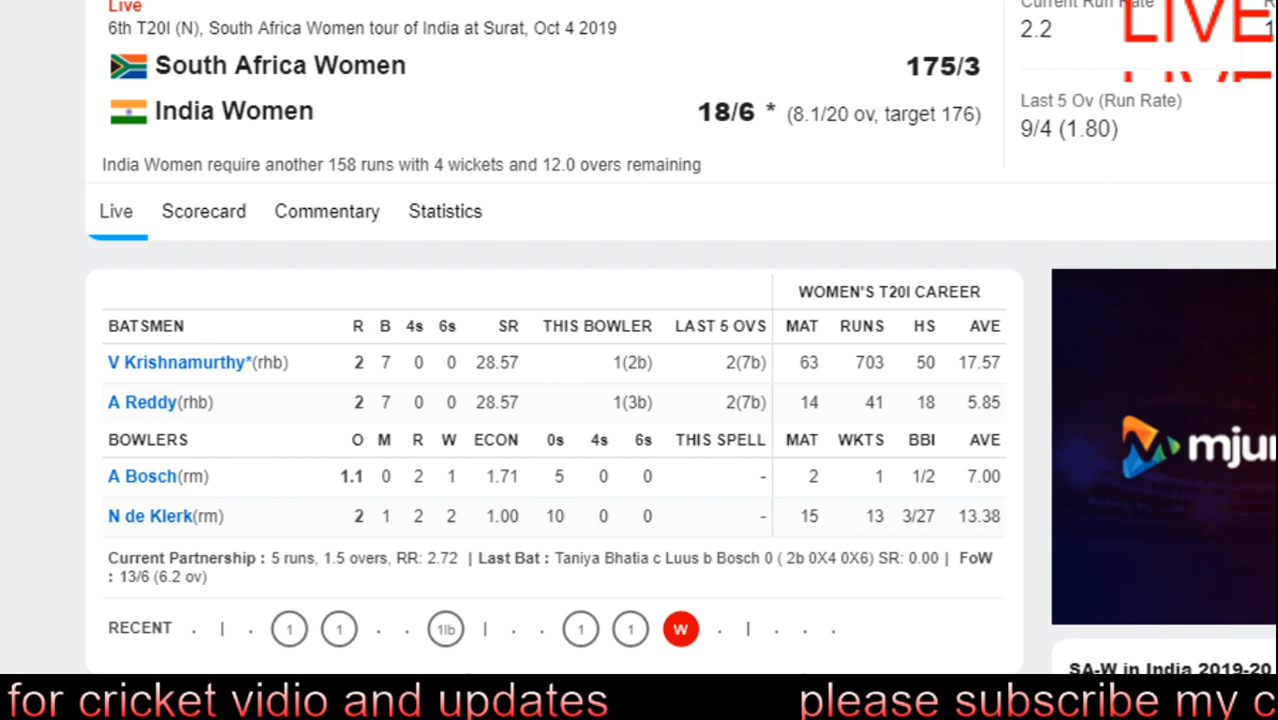 Live
6th T20I (N), South Africa Women tour of India at Surat, Oct 4 2019
South Africa Women 175/3
India Women 18/6 * (8.1/20 ov, target 176)
India Women require another 158 runs with 4 wickets and 12.0 overs remaining
Current Run Rate
2.2
LIVE
Last 5 Ov (Run Rate)
9/4 (1.80)
Live Scorecard Commentary Statistics
WOMEN'S T20I CAREER
BATSMEN R B 4s 6s SR THIS BOWLER LAST 5 OVS MAT RUNS HS AVE
V Krishnamurthy*(rhb) 2 7 0 0 28.57 1(2b) 2(7b) 63 703 50 17.57
A Reddy(rhb) 2 7 0 0 28.57 1(3b) 2(7b) 14 41 18 5.85
BOWLERS O M R W ECON 0s 4s 6s THIS SPELL MAT WKTS BBI AVE
A Bosch(rm) 1.1 0 2 1 1.71 5 0 0 - 2 1 1/2 7.00
N de Klerk(rm) 2 1 2 2 1.00 10 0 0 - 15 13 3/27 13.38
Current Partnership : 5 runs, 1.5 overs, RR: 2.72 | Last Bat : Taniya Bhatia c Luus b Bosch 0 ( 2b 0X4 0X6) SR: 0.00 | FoW
: 13/6 (6.2 ov)
RECENT . | . 1 1 . . 1lb | . . 1 1 W . | . . .
mjun
SA-W in India 2019-20
for cricket vidio and updates please subscribe my c